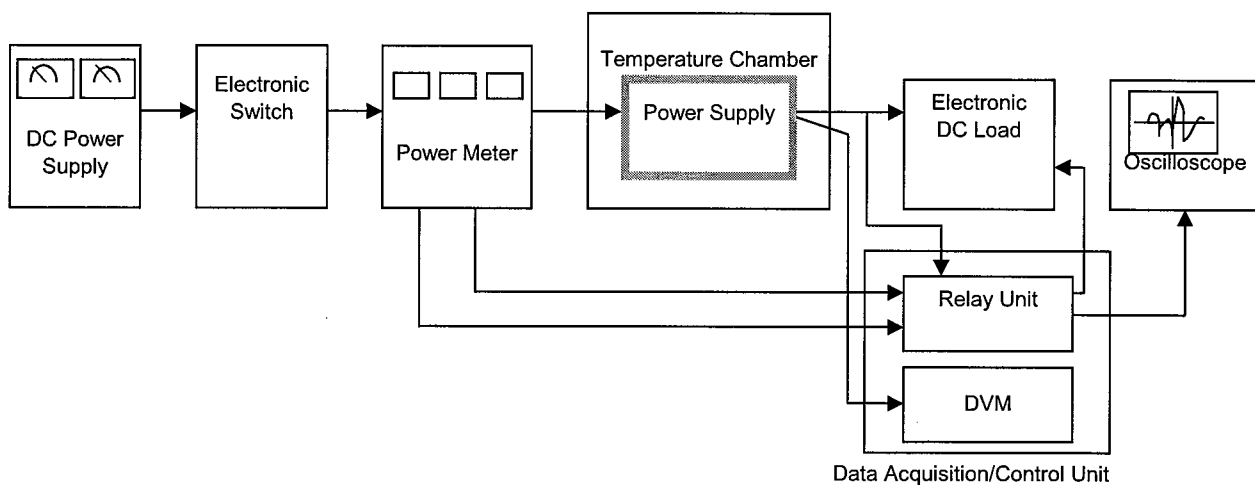 DC Power
Supply
Electronic
Switch
Power Meter
Temperature Chamber
Power Supply
Electronic
DC Load
Oscilloscope
Relay Unit
DVM
Data Acquisition/Control Unit